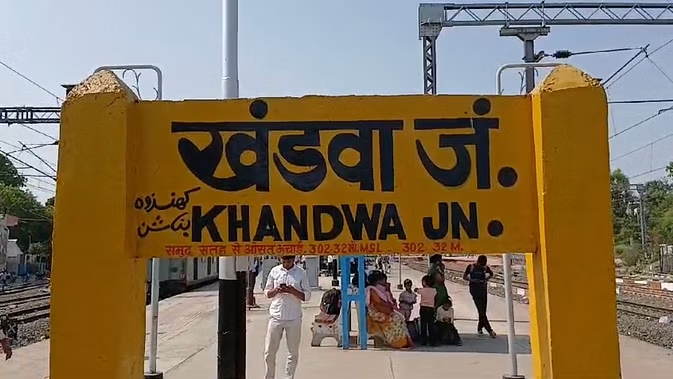 खंडवा जं.
کھنڈوہ
جنکشن
KHANDWA JN.
समुद्र सतह से औसत ऊंचाई. 302.32 मी. MSL - 302.32 M.